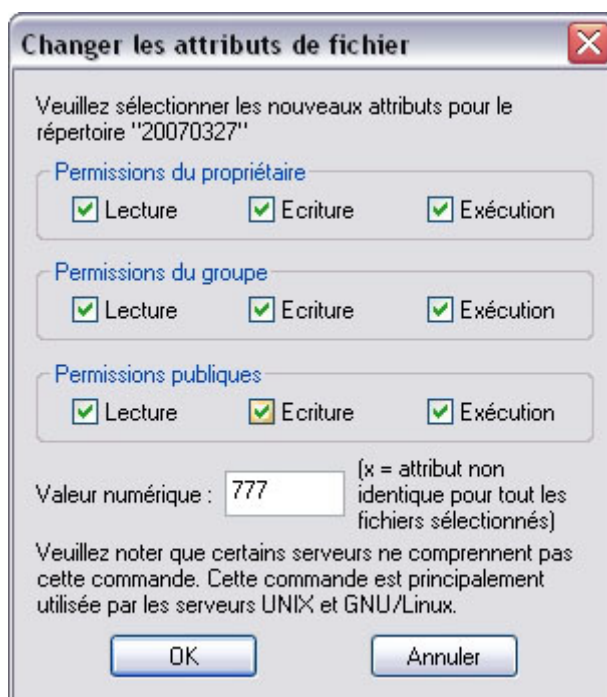 Changer les attributs de fichier
Veuillez sélectionner les nouveaux attributs pour le
répertoire "20070327"
Permissions du propriétaire
Lecture Ecriture Exécution
Permissions du groupe
Lecture Ecriture Exécution
Permissions publiques
Lecture Ecriture Exécution
Valeur numérique : 777 (x = attribut non
identique pour tout les
fichiers sélectionnés)
Veuillez noter que certains serveurs ne comprennent pas
cette commande. Cette commande est principalement
utilisée par les serveurs UNIX et GNU/Linux.
OK Annuler